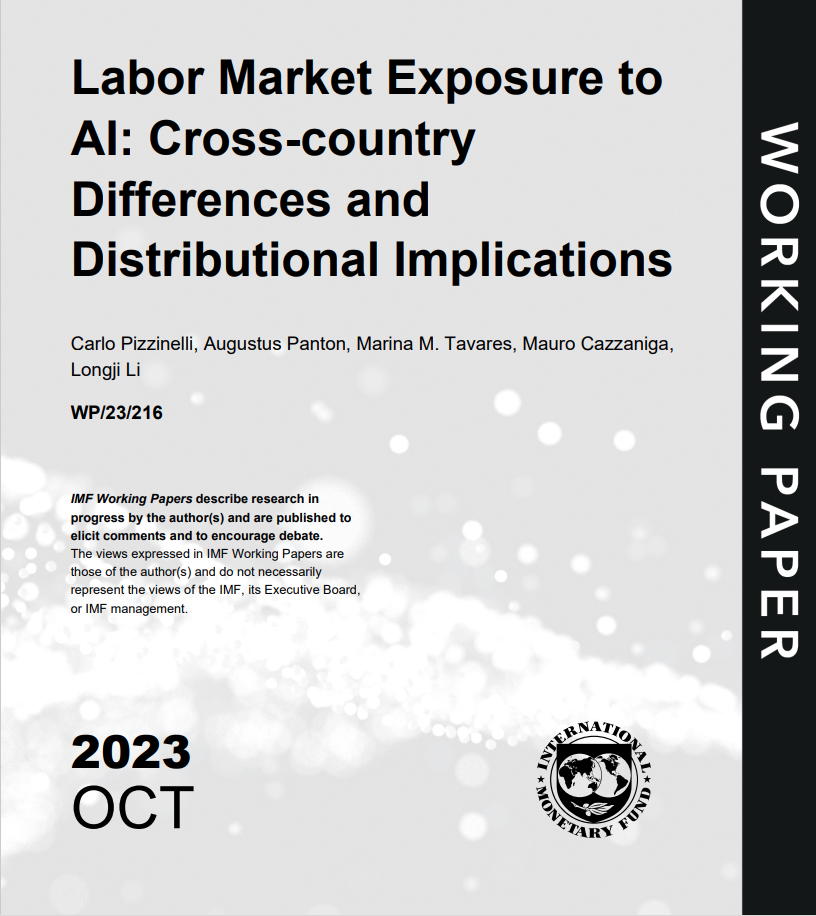 Labor Market Exposure to
AI: Cross-country
Differences and
Distributional Implications
Carlo Pizzinelli, Augustus Panton, Marina M. Tavares, Mauro Cazzaniga,
Longji Li
WP/23/216
IMF Working Papers describe research in
progress by the author(s) and are published to
elicit comments and to encourage debate.
The views expressed in IMF Working Papers are
those of the author(s) and do not necessarily
represent the views of the IMF, its Executive Board,
or IMF management.
2023
OCT
INTERNATIONAL
MONETARY FUND
WORKING PAPER